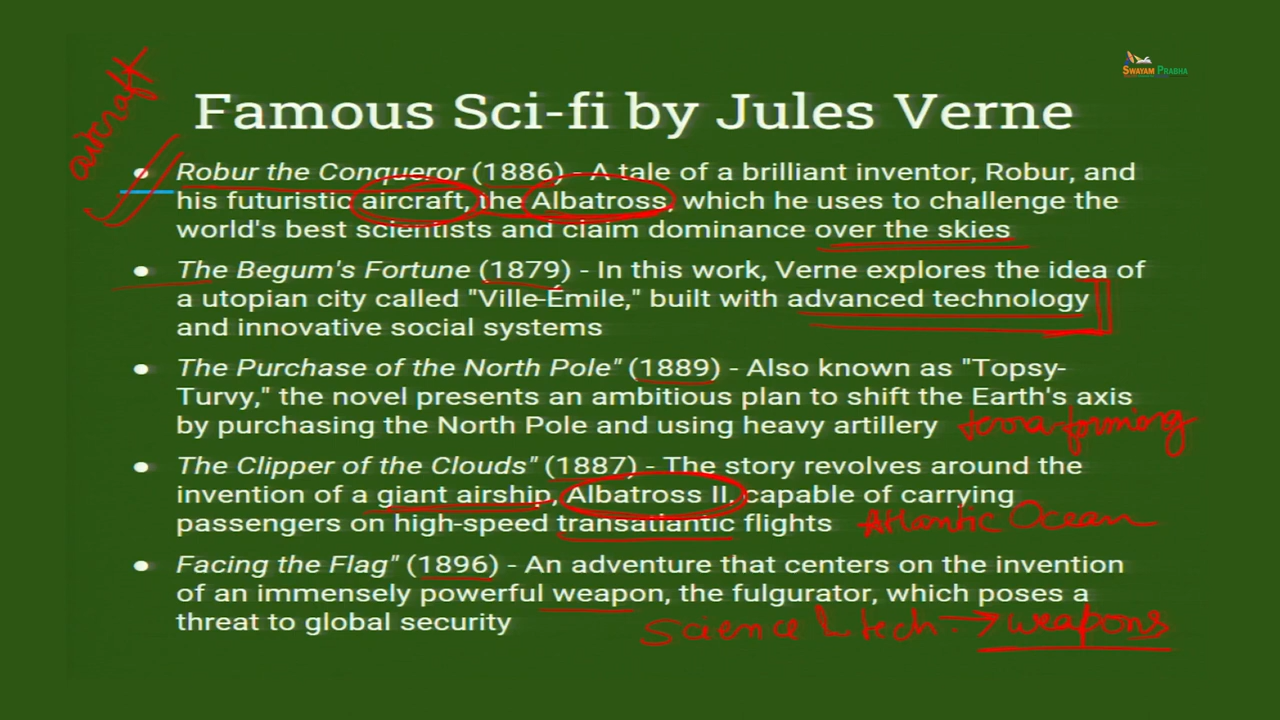 SWAYAM PRABHA
aircraft
Famous Sci-fi by Jules Verne
● Robur the Conqueror (1886) - A tale of a brilliant inventor, Robur, and
his futuristic aircraft, the Albatross, which he uses to challenge the
world's best scientists and claim dominance over the skies
● The Begum's Fortune (1879) - In this work, Verne explores the idea of
a utopian city called "Ville-Émile," built with advanced technology
and innovative social systems
● The Purchase of the North Pole" (1889) - Also known as "Topsy-
Turvy," the novel presents an ambitious plan to shift the Earth's axis
by purchasing the North Pole and using heavy artillery terraforming
● The Clipper of the Clouds" (1887) - The story revolves around the
invention of a giant airship, Albatross II, capable of carrying
passengers on high-speed transatlantic flights Atlantic Ocean
● Facing the Flag" (1896) - An adventure that centers on the invention
of an immensely powerful weapon, the fulgurator, which poses a
threat to global security
Science & tech. → weapons